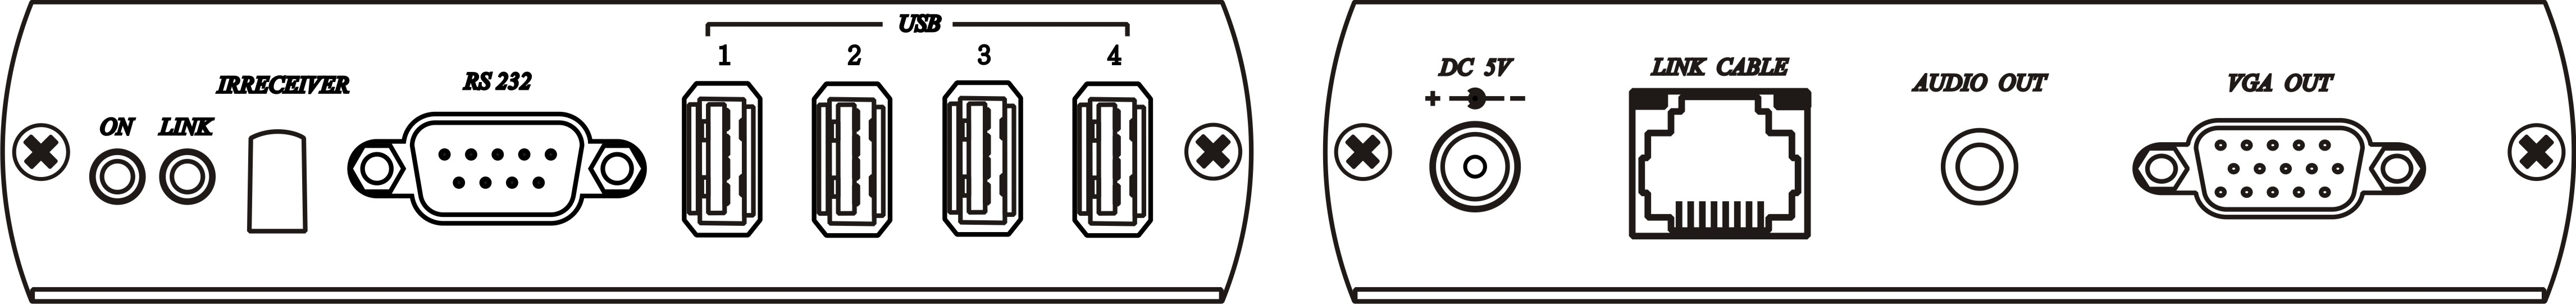 USB
1 2 3 4
IRRECEIVER
RS 232
ON LINK
DC 5V
+ -
LINK CABLE
AUDIO OUT
VGA OUT